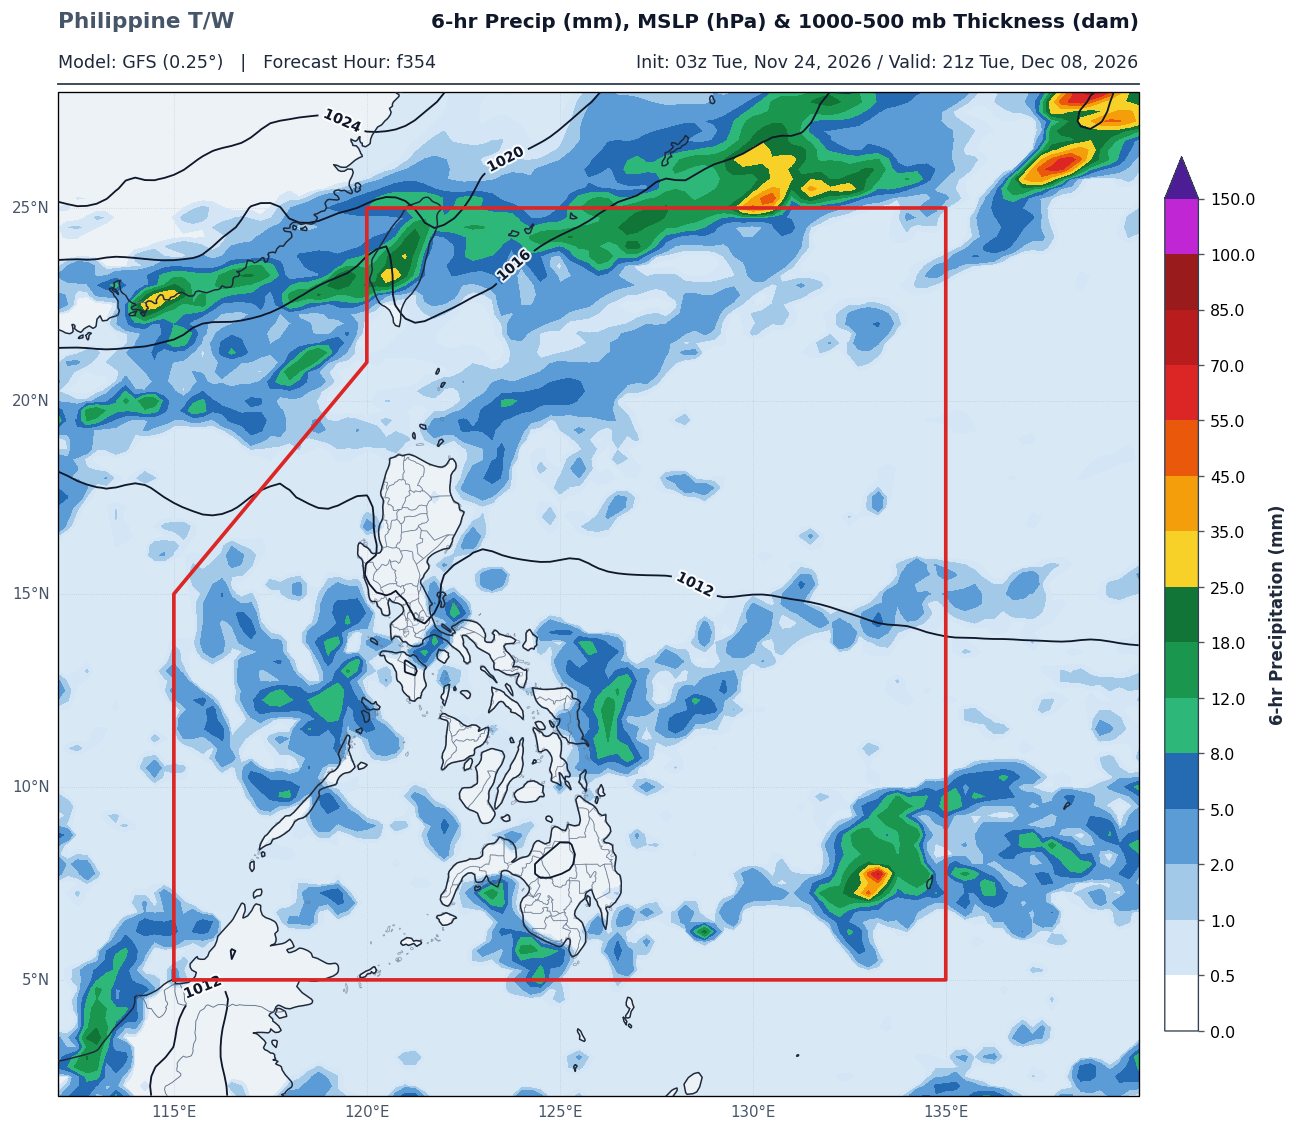 Philippine T/W
6-hr Precip (mm), MSLP (hPa) & 1000-500 mb Thickness (dam)
Model: GFS (0.25°) | Forecast Hour: f354
Init: 03z Tue, Nov 24, 2026 / Valid: 21z Tue, Dec 08, 2026
1024
1020
1016
1012
1012
25°N
20°N
15°N
10°N
5°N
115°E
120°E
125°E
130°E
135°E
150.0
100.0
85.0
70.0
55.0
45.0
35.0
25.0
18.0
12.0
8.0
5.0
2.0
1.0
0.5
0.0
6-hr Precipitation (mm)